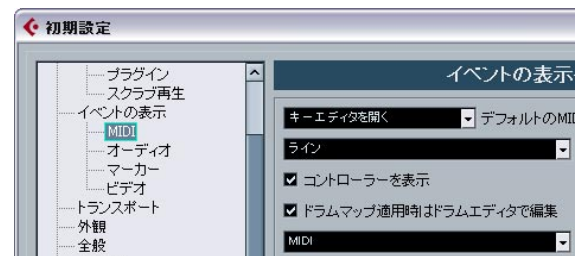 初期設定
プラグイン
スクラブ再生
イベントの表示
MIDI
オーディオ
マーカー
ビデオ
トランスポート
外観
全般
イベントの表示
キーエディタを開く デフォルトのMID
ライン
コントローラーを表示
ドラムマップ適用時はドラムエディタで編集
MIDI